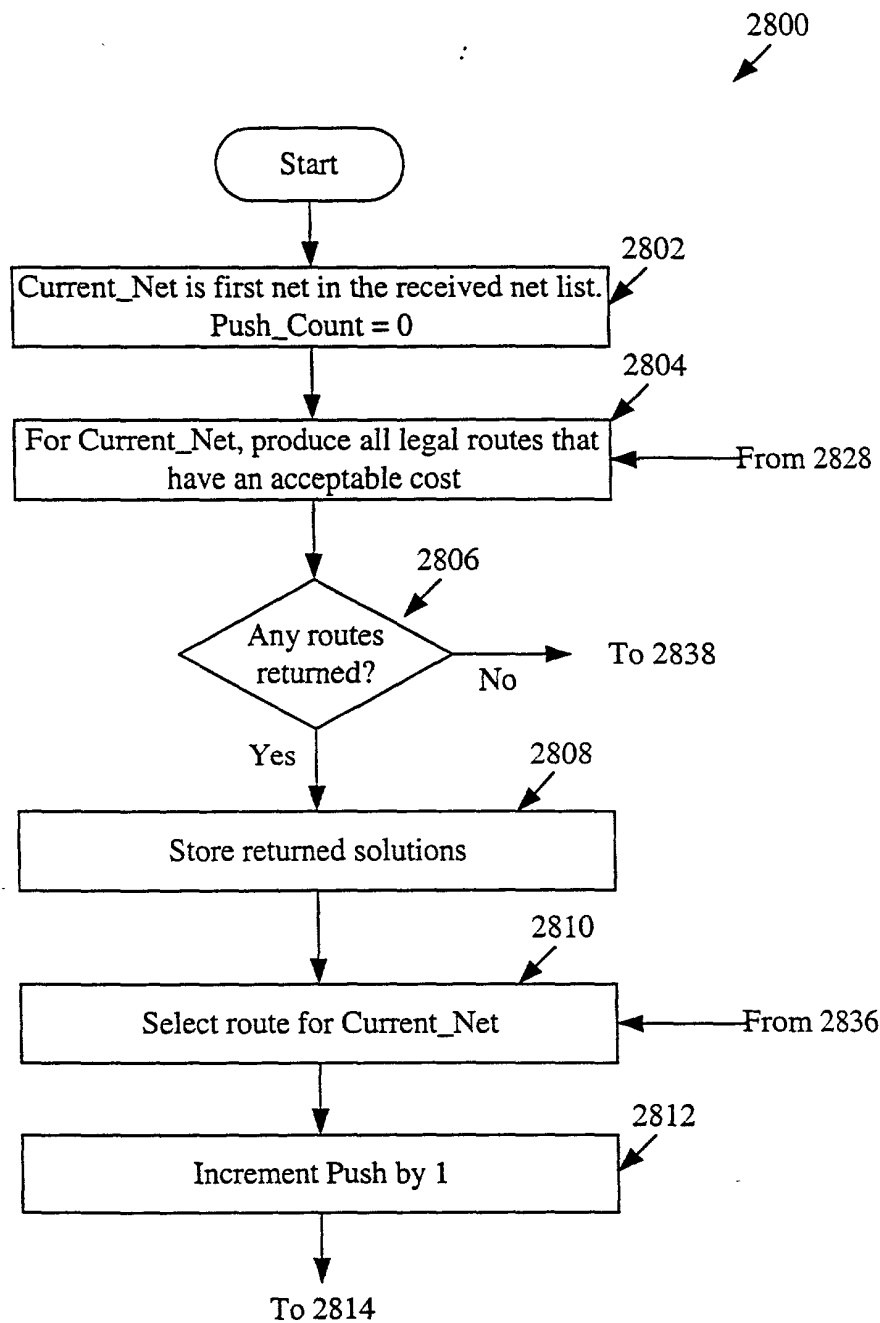 2800
Start
2802
Current_Net is first net in the received net list.
Push_Count = 0
2804
For Current_Net, produce all legal routes that
have an acceptable cost
From 2828
2806
Any routes
returned?
No
To 2838
Yes
2808
Store returned solutions
2810
Select route for Current_Net
From 2836
2812
Increment Push by 1
To 2814